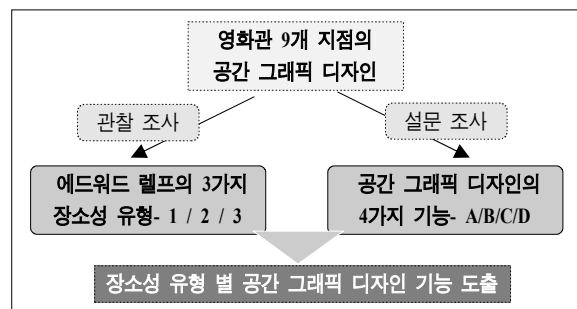 영화관 9개 지점의
공간 그래픽 디자인
관찰 조사
설문 조사
에드워드 렐프의 3가지
장소성 유형- 1 / 2 / 3
공간 그래픽 디자인의
4가지 기능- A/B/C/D
장소성 유형 별 공간 그래픽 디자인 기능 도출